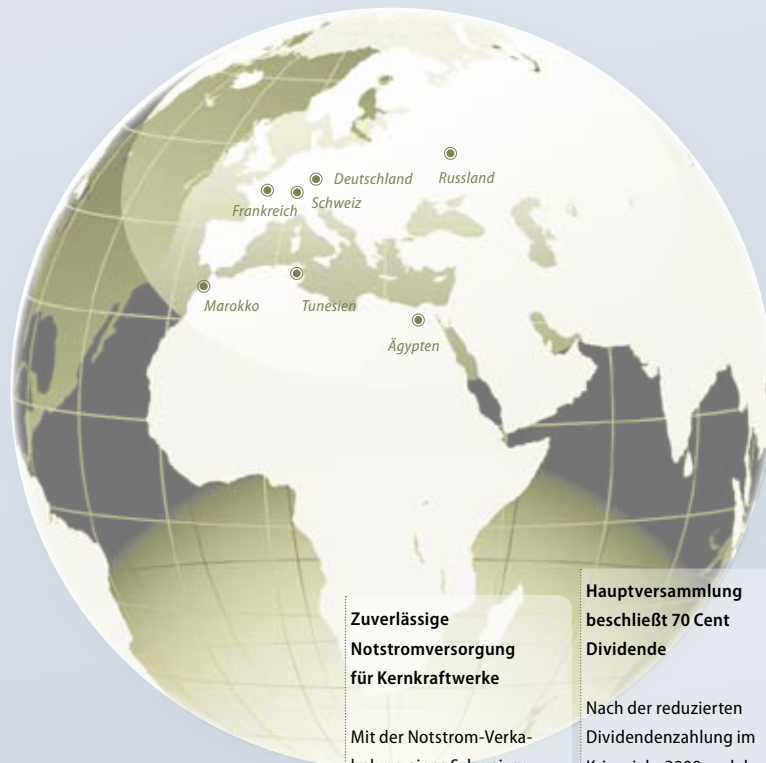 Deutschland
Russland
Frankreich
Schweiz
Marokko
Tunesien
Ägypten
Zuverlässige
Notstromversorgung
für Kernkraftwerke
Mit der Notstrom-Verka-
Hauptversammlung
beschließt 70 Cent
Dividende
Nach der reduzierten
Dividendenzahlung im